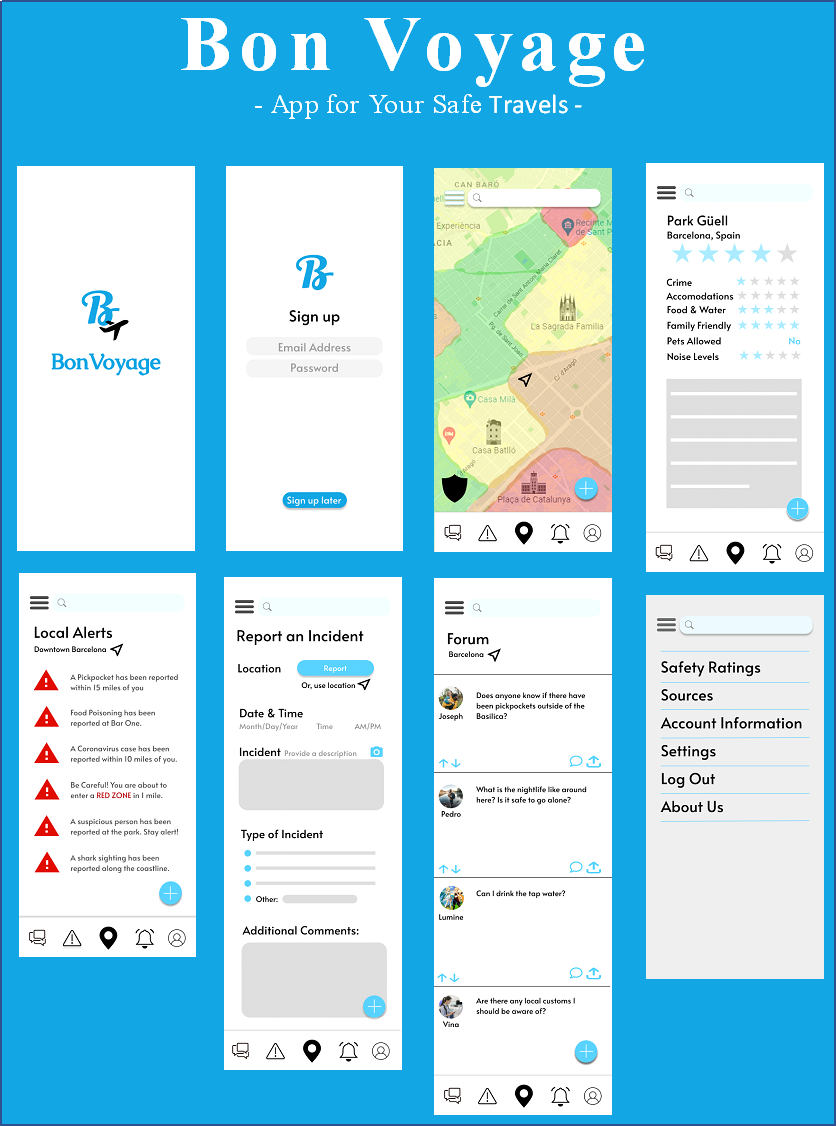 Bon Voyage
- App for Your Safe Travels -
B
BonVoyage
B
Sign up
Email Address
Password
Sign up later
CAN BARÓ
Experiència
ACIA
Recinte M
de Sant P
Carrer de Sant Antoni Maria Claret
Pg. de Sant Joan
La Sagrada Familia
C/ d'Aragó
Casa Milà
Casa Batlló
Plaça de Catalunya
Park Güell
Barcelona, Spain
Crime
Accomodations
Food & Water
Family Friendly
Pets Allowed No
Noise Levels
Local Alerts
Downtown Barcelona
A Pickpocket has been reported
within 15 miles of you
Food Poisoning has been
reported at Bar One.
A Coronavirus case has been
reported within 10 miles of you.
Be Careful! You are about to
enter a RED ZONE in 1 mile.
A suspicious person has been
reported at the park. Stay alert!
A shark sighting has been
reported along the coastline.
Report an Incident
Location Report
Or, use location
Date & Time
Month/Day/Year Time AM/PM
Incident Provide a description
Type of Incident
Other:
Additional Comments:
Forum
Barcelona
Joseph
Does anyone know if there have
been pickpockets outside of the
Basilica?
Pedro
What is the nightlife like around
here? Is it safe to go alone?
Lumine
Can I drink the tap water?
Vina
Are there any local customs I
should be aware of?
Safety Ratings
Sources
Account Information
Settings
Log Out
About Us